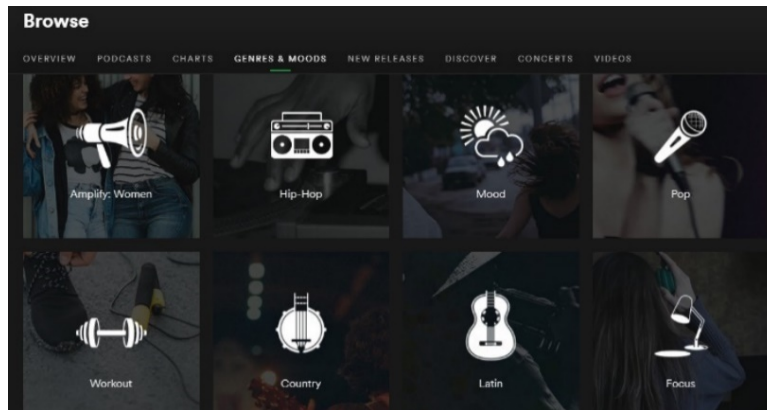 Browse
OVERVIEW PODCASTS CHARTS GENRES & MOODS NEW RELEASES DISCOVER CONCERTS VIDEOS
Amplify: Women Hip-Hop Mood Pop
Workout Country Latin Focus